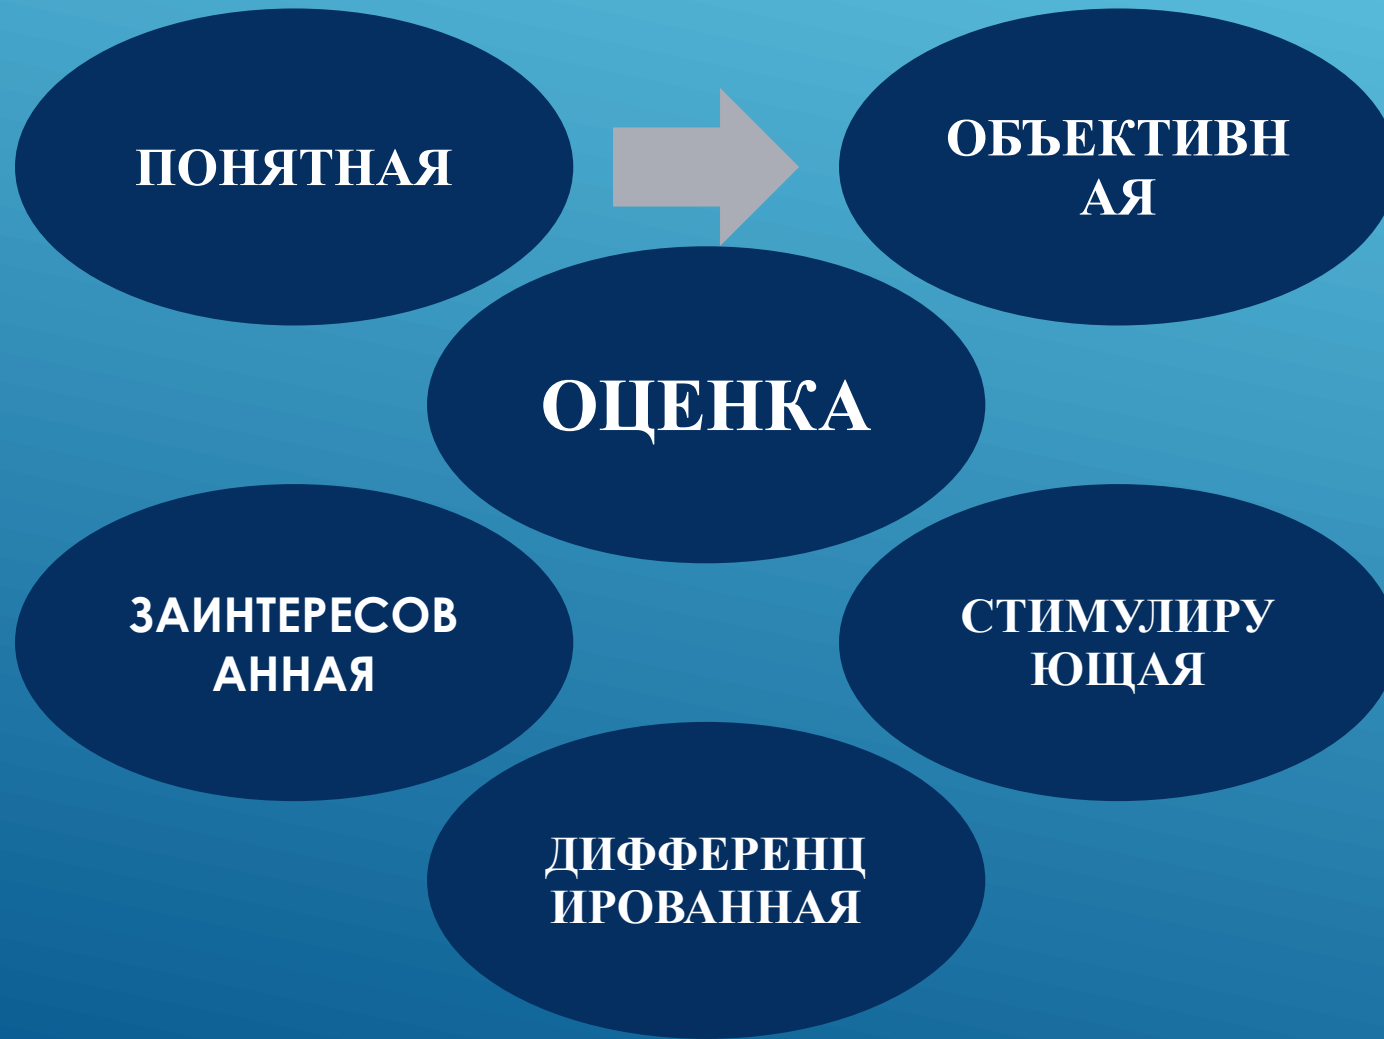 ПОНЯТНАЯ
ОБЪЕКТИВН
АЯ
ОЦЕНКА
ЗАИНТЕРЕСОВ
АННАЯ
СТИМУЛИРУ
ЮЩАЯ
ДИФФЕРЕНЦ
ИРОВАННАЯ